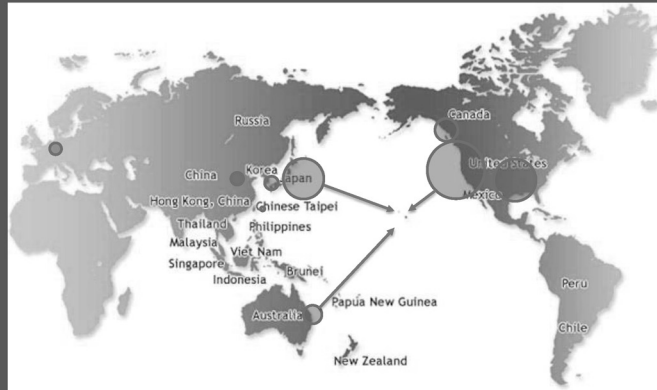 Canada
Russia
United States
Korea
China
Japan
Mexico
Hong Kong, China
Chinese Taipei
Thailand
Philippines
Malaysia
Viet Nam
Singapore
Brunei
Indonesia
Peru
Papua New Guinea
Australia
Chile
New Zealand